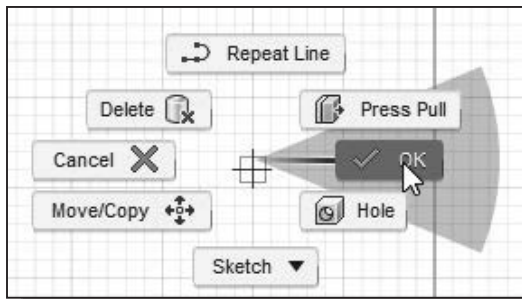 Repeat Line
Delete
Press Pull
Cancel
OK
Move/Copy
Hole
Sketch